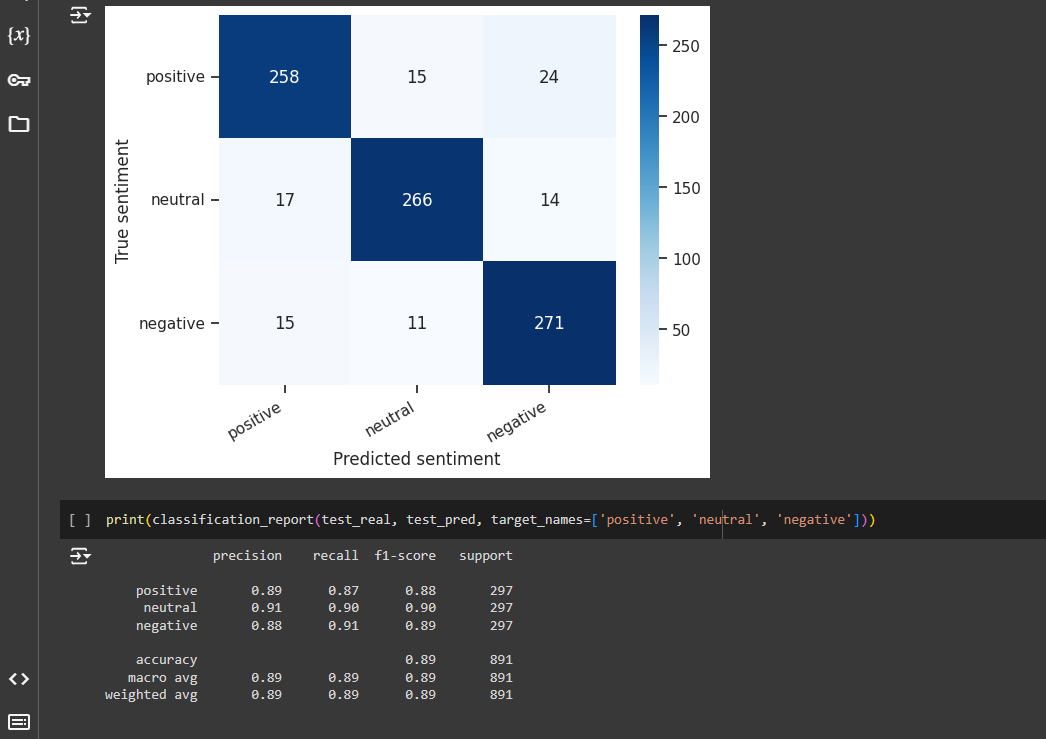 {x}
positive 258 15 24
neutral 17 266 14
negative 15 11 271
250
200
150
100
50
True sentiment
positive neutral negative
Predicted sentiment
[ ] print(classification_report(test_real, test_pred, target_names=['positive', 'neutral', 'negative']))
precision recall f1-score support
positive 0.89 0.87 0.88 297
neutral 0.91 0.90 0.90 297
negative 0.88 0.91 0.89 297
accuracy 0.89 891
macro avg 0.89 0.89 0.89 891
weighted avg 0.89 0.89 0.89 891